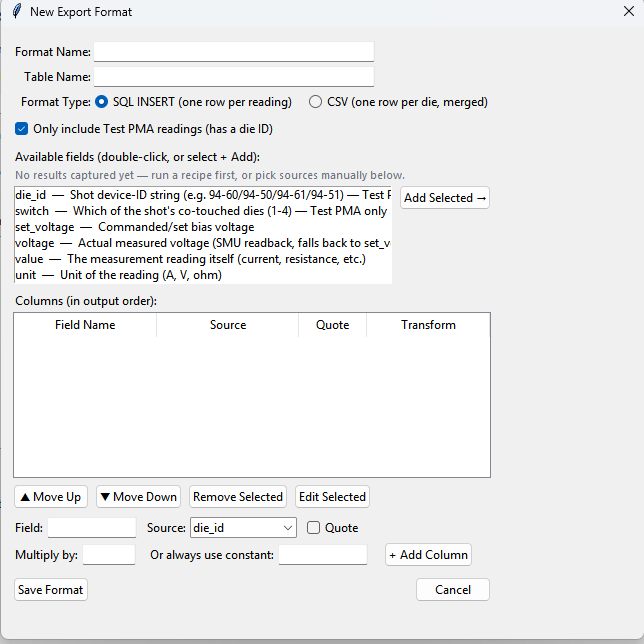 New Export Format
Format Name:
Table Name:
Format Type: SQL INSERT (one row per reading) CSV (one row per die, merged)
Only include Test PMA readings (has a die ID)
Available fields (double-click, or select + Add):
No results captured yet — run a recipe first, or pick sources manually below.
die_id — Shot device-ID string (e.g. 94-60/94-50/94-61/94-51) — Test P
Add Selected →
switch — Which of the shot's co-touched dies (1-4) — Test PMA only
set_voltage — Commanded/set bias voltage
voltage — Actual measured voltage (SMU readback, falls back to set_v
value — The measurement reading itself (current, resistance, etc.)
unit — Unit of the reading (A, V, ohm)
Columns (in output order):
Field Name Source Quote Transform
▲ Move Up ▼ Move Down Remove Selected Edit Selected
Field: Source: die_id Quote
Multiply by: Or always use constant: + Add Column
Save Format Cancel